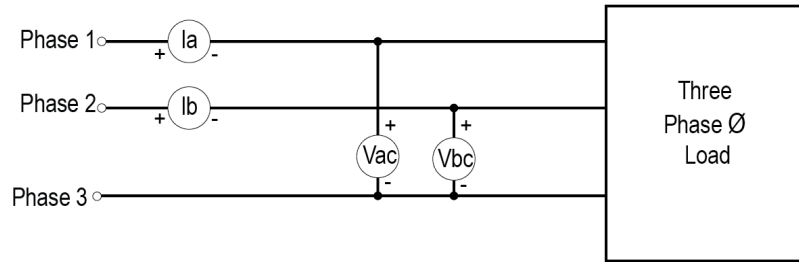 Phase 1
+ Ia -
Phase 2
+ Ib -
Three
Phase Ø
Load
+ +
Vac Vbc
- -
Phase 3